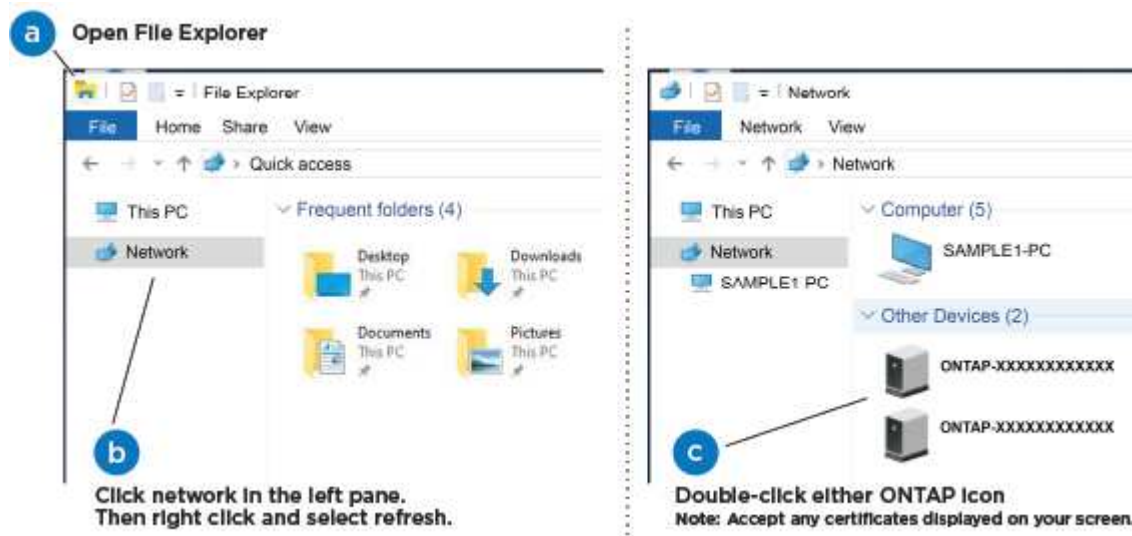 a Open File Explorer
File Explorer
File Home Share View
Quick access
This PC
Network
Frequent folders (4)
Desktop
This PC
Downloads
This PC
Documents
This PC
Pictures
This PC
b
Click network in the left pane.
Then right click and select refresh.
Network
File Network View
Network
This PC
Network
SAMPLE1 PC
Computer (5)
SAMPLE1-PC
Other Devices (2)
ONTAP-XXXXXXXXXXXX
ONTAP-XXXXXXXXXXXX
c
Double-click either ONTAP icon
Note: Accept any certificates displayed on your screen.